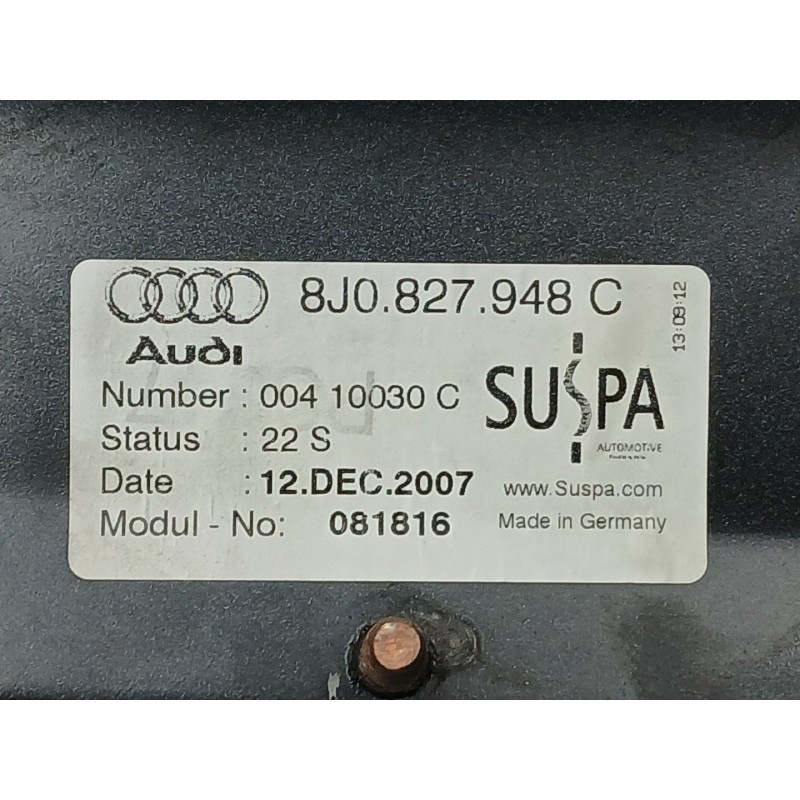 8J0.827.948 C
13:09:12
Audi
Number : 004 10030 C
Status : 22 S
Date : 12.DEC.2007
Modul - No: 081816
SUSPA
AUTOMOTIVE
www.Suspa.com
Made in Germany